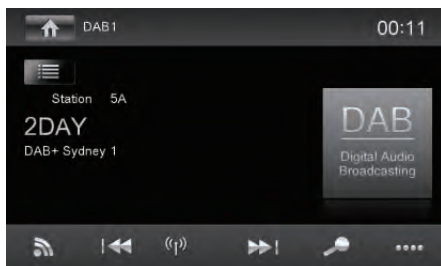 DAB1
00:11
Station 5A
2DAY
DAB+ Sydney 1
DAB
Digital Audio
Broadcasting